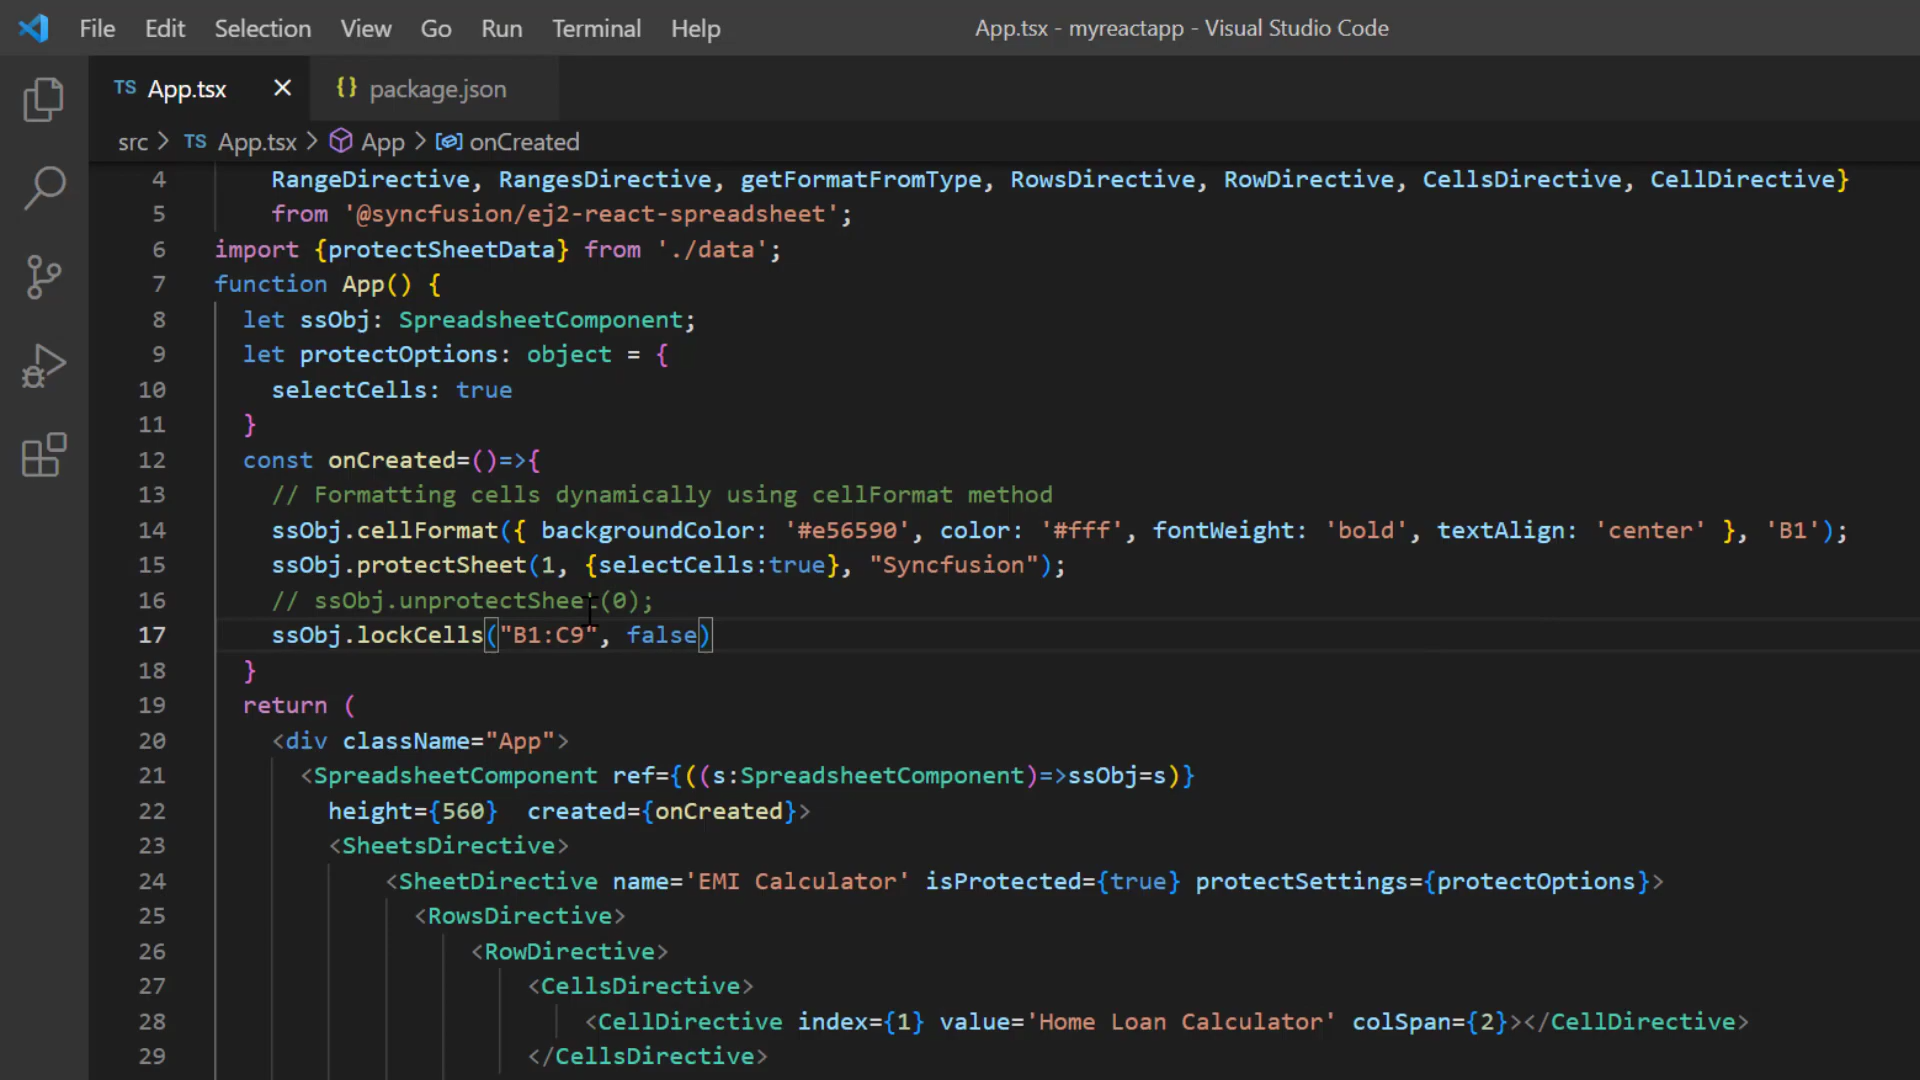 File Edit Selection View Go Run Terminal Help App.tsx - myreactapp - Visual Studio Code
TS App.tsx {} package.json
src > TS App.tsx > App > onCreated
4 RangeDirective, RangesDirective, getFormatFromType, RowsDirective, RowDirective, CellsDirective, CellDirective}
5 from '@syncfusion/ej2-react-spreadsheet';
6 import {protectSheetData} from './data';
7 function App() {
8 let ssObj: SpreadsheetComponent;
9 let protectOptions: object = {
10 selectCells: true
11 }
12 const onCreated=()=>{
13 // Formatting cells dynamically using cellFormat method
14 ssObj.cellFormat({ backgroundColor: '#e56590', color: '#fff', fontWeight: 'bold', textAlign: 'center' }, 'B1');
15 ssObj.protectSheet(1, {selectCells:true}, "Syncfusion");
16 // ssObj.unprotectSheet(0);
17 ssObj.lockCells("B1:C9", false)
18 }
19 return (
20 <div className="App">
21 <SpreadsheetComponent ref={((s:SpreadsheetComponent)=>ssObj=s)}
22 height={560} created={onCreated}>
23 <SheetsDirective>
24 <SheetDirective name='EMI Calculator' isProtected={true} protectSettings={protectOptions}>
25 <RowsDirective>
26 <RowDirective>
27 <CellsDirective>
28 <CellDirective index={1} value='Home Loan Calculator' colSpan={2}></CellDirective>
29 </CellsDirective>